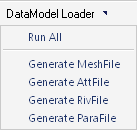 DataModel Loader
Run All
Generate MeshFile
Generate AttFile
Generate RivFile
Generate ParaFile